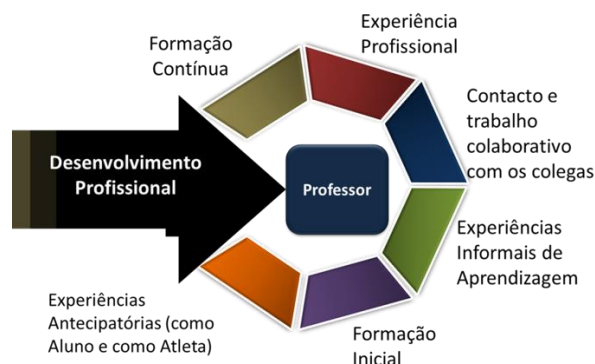 Formação
Contínua
Experiência
Profissional
Contacto e
trabalho
colaborativo
com os colegas
Desenvolvimento
Profissional
Professor
Experiências
Informais de
Aprendizagem
Experiências
Antecipatórias (como
Aluno e como Atleta)
Formação
Inicial